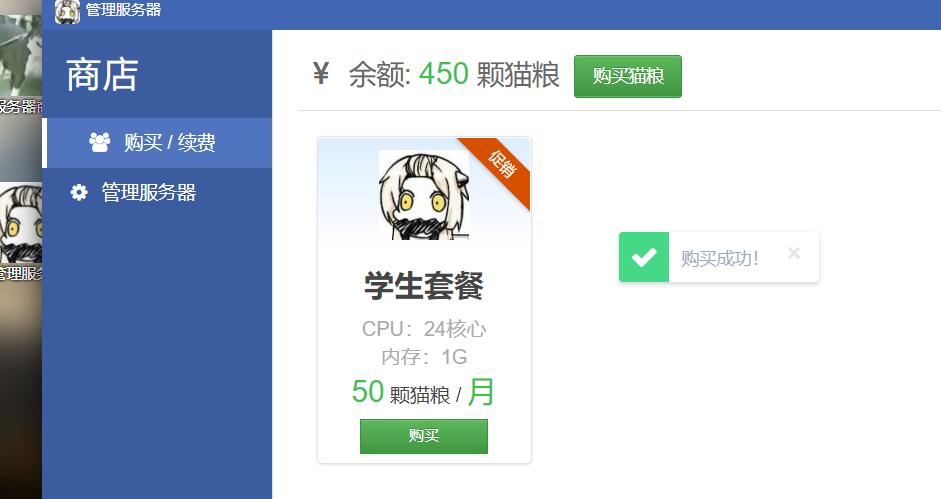 管理服务器
商店
购买 / 续费
管理服务器
¥ 余额: 450 颗猫粮 购买猫粮
促销
学生套餐
CPU：24核心
内存：1G
50 颗猫粮 / 月
购买
购买成功！ ×
服务器商
管理服务